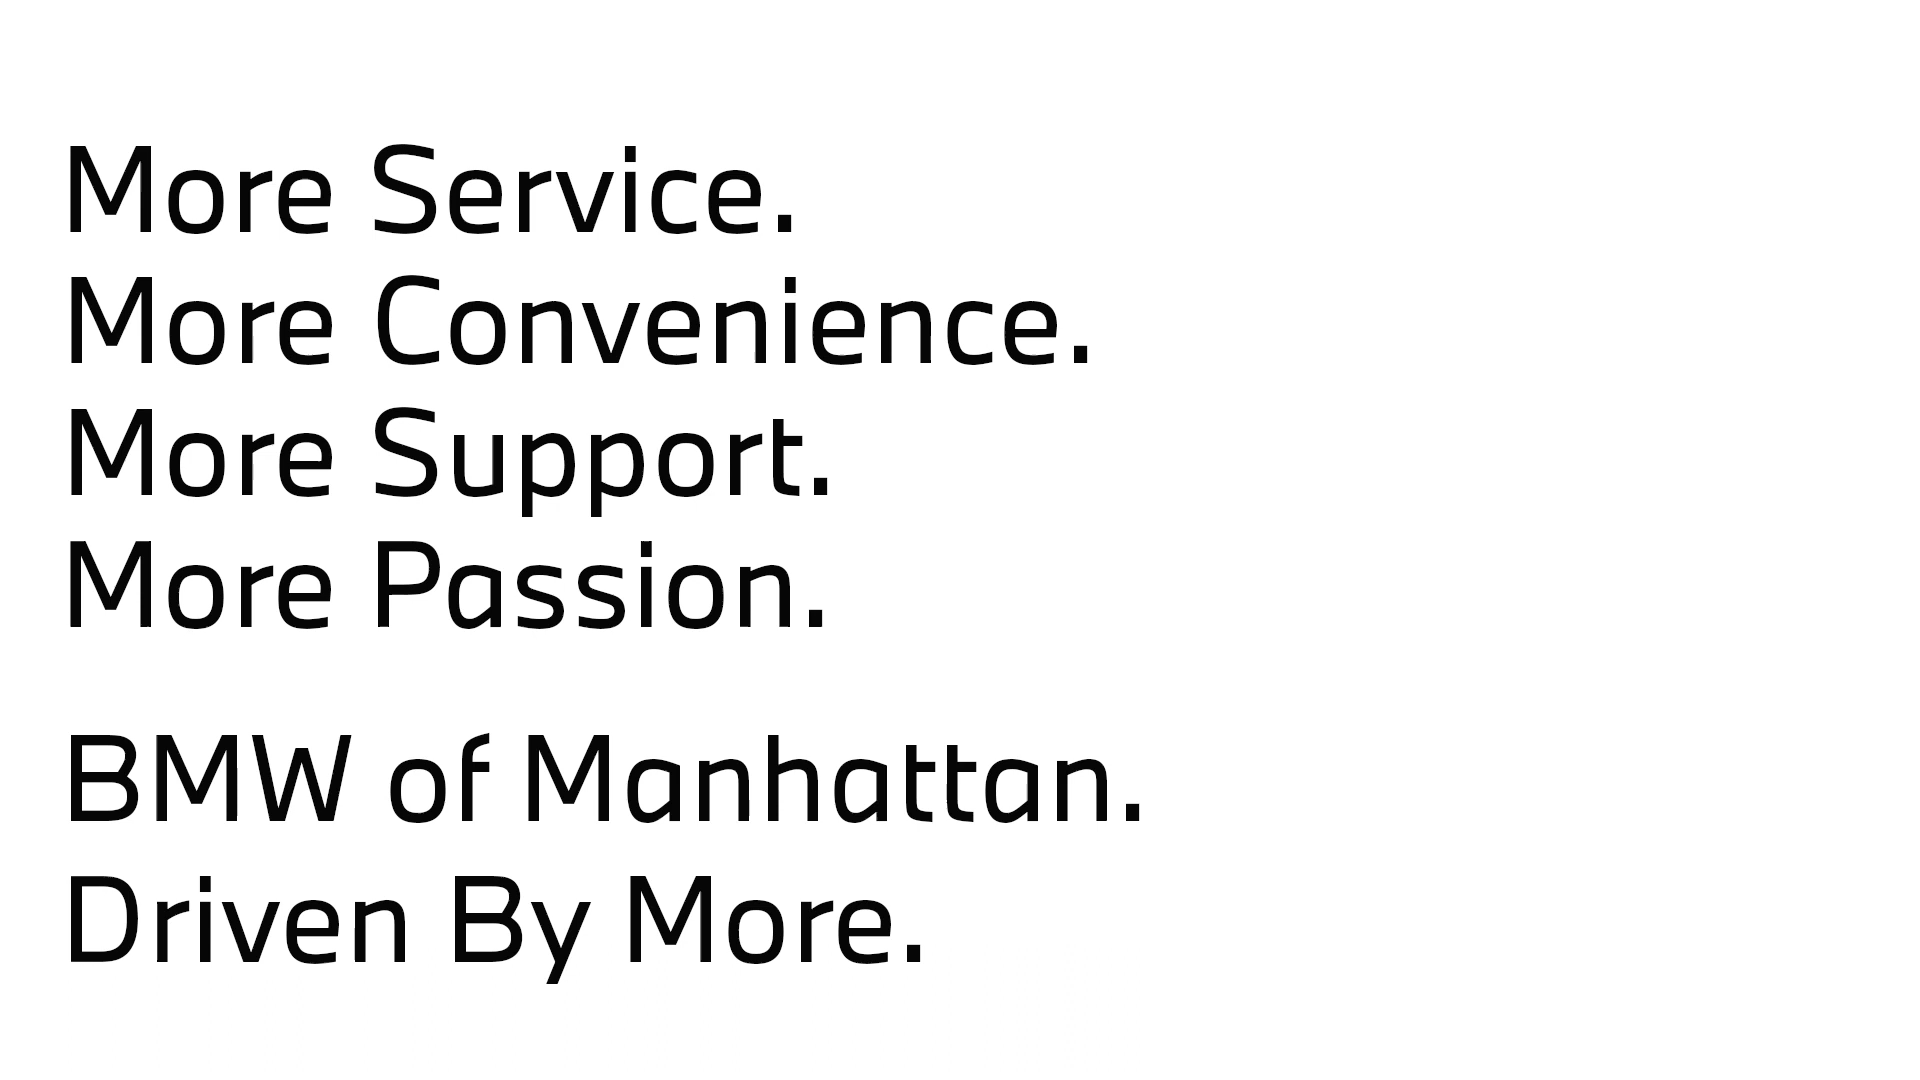 More Service.
More Convenience.
More Support.
More Passion.
BMW of Manhattan.
Driven By More.